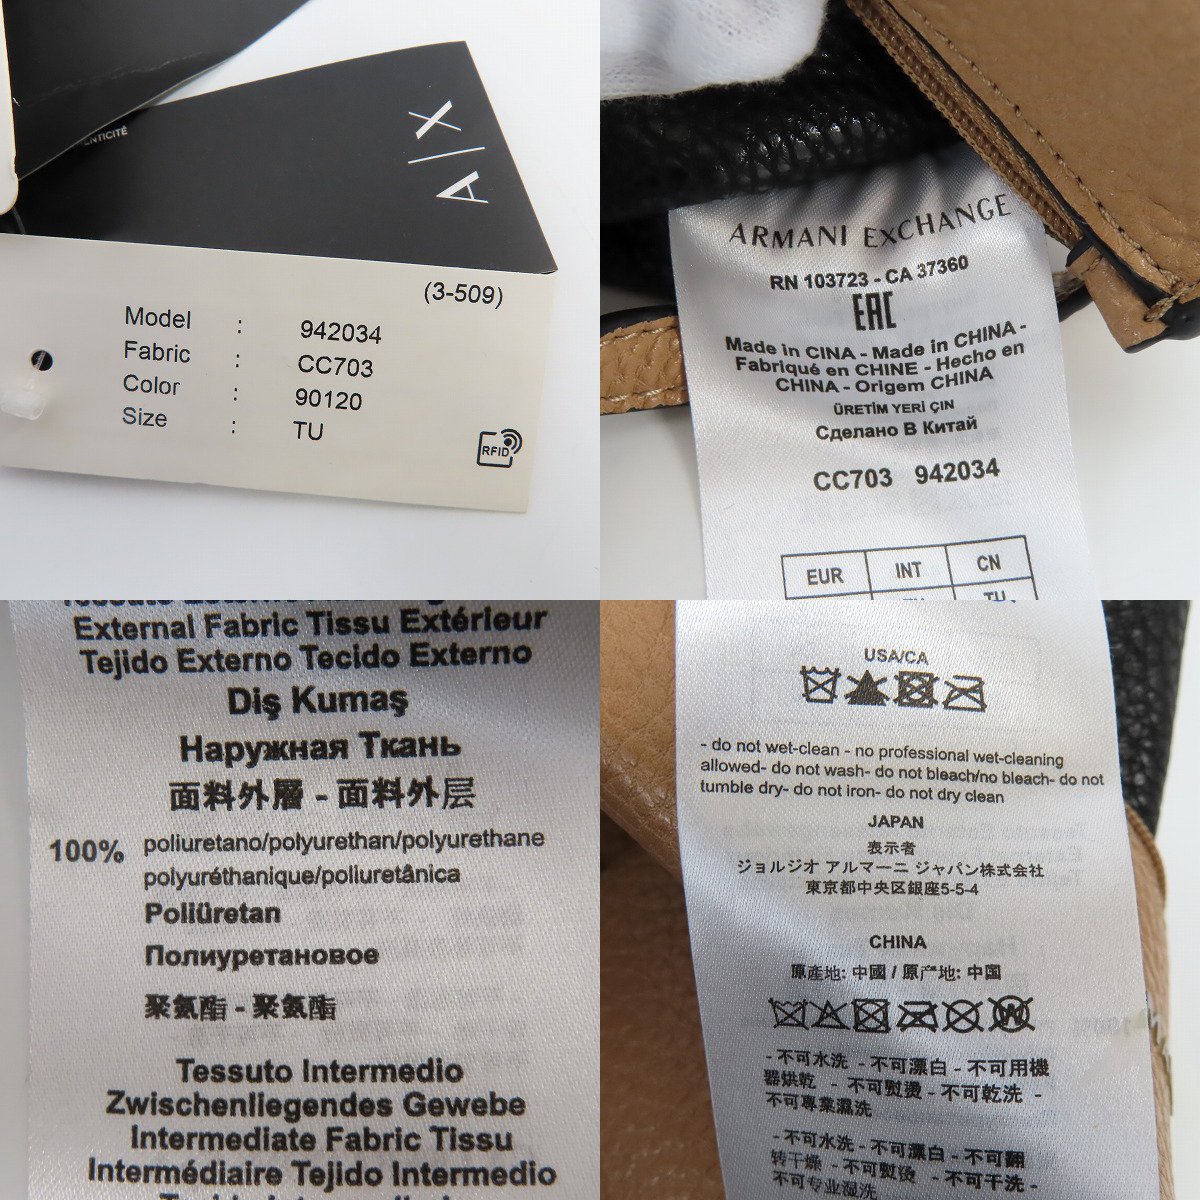 A|X
(3-509)
Model : 942034
Fabric : CC703
Color : 90120
Size : TU
RFID
ARMANI EXCHANGE
RN 103723 - CA 37360
EAC
Made in CINA - Made in CHINA -
Fabriqué en CHINE - Hecho en
CHINA - Origem CHINA
ÜRETİM YERİ ÇIN
Сделано В Китай
CC703 942034
EUR INT CN
TU
External Fabric Tissu Extérieur
Tejido Externo Tecido Externo
Diş Kumaş
Наружная Ткань
面料外層 - 面料外层
100% poliuretano/polyurethan/polyurethane
polyuréthanique/poliuretânica
Poliüretan
Полиуретановое
聚氨酯 - 聚氨酯
Tessuto Intermedio
Zwischenliegendes Gewebe
Intermediate Fabric Tissu
Intermédiaire Tejido Intermedio
USA/CA
- do not wet-clean - no professional wet-cleaning
allowed- do not wash- do not bleach/no bleach- do not
tumble dry- do not iron- do not dry clean
JAPAN
表示者
ジョルジオ アルマーニ ジャパン株式会社
東京都中央区銀座5-5-4
CHINA
原産地: 中國 / 原产地: 中国
W
- 不可水洗 - 不可漂白 - 不可用機
器烘乾 - 不可熨燙 - 不可乾洗 -
不可專業濕洗
- 不可水洗 - 不可漂白 - 不可翻
转干燥 - 不可熨烫 - 不可干洗 -
不可专业湿洗